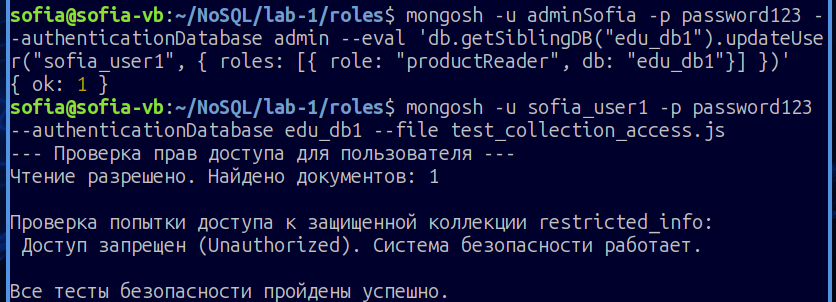 sofia@sofia-vb:~/NoSQL/lab-1/roles$ mongosh -u adminSofia -p password123 -
-authenticationDatabase admin --eval 'db.getSiblingDB("edu_db1").updateUse
r("sofia_user1", { roles: [{ role: "productReader", db: "edu_db1"}] })'
{ ok: 1 }
sofia@sofia-vb:~/NoSQL/lab-1/roles$ mongosh -u sofia_user1 -p password123
--authenticationDatabase edu_db1 --file test_collection_access.js
--- Проверка прав доступа для пользователя ---
Чтение разрешено. Найдено документов: 1
Проверка попытки доступа к защищенной коллекции restricted_info:
Доступ запрещен (Unauthorized). Система безопасности работает.
Все тесты безопасности пройдены успешно.